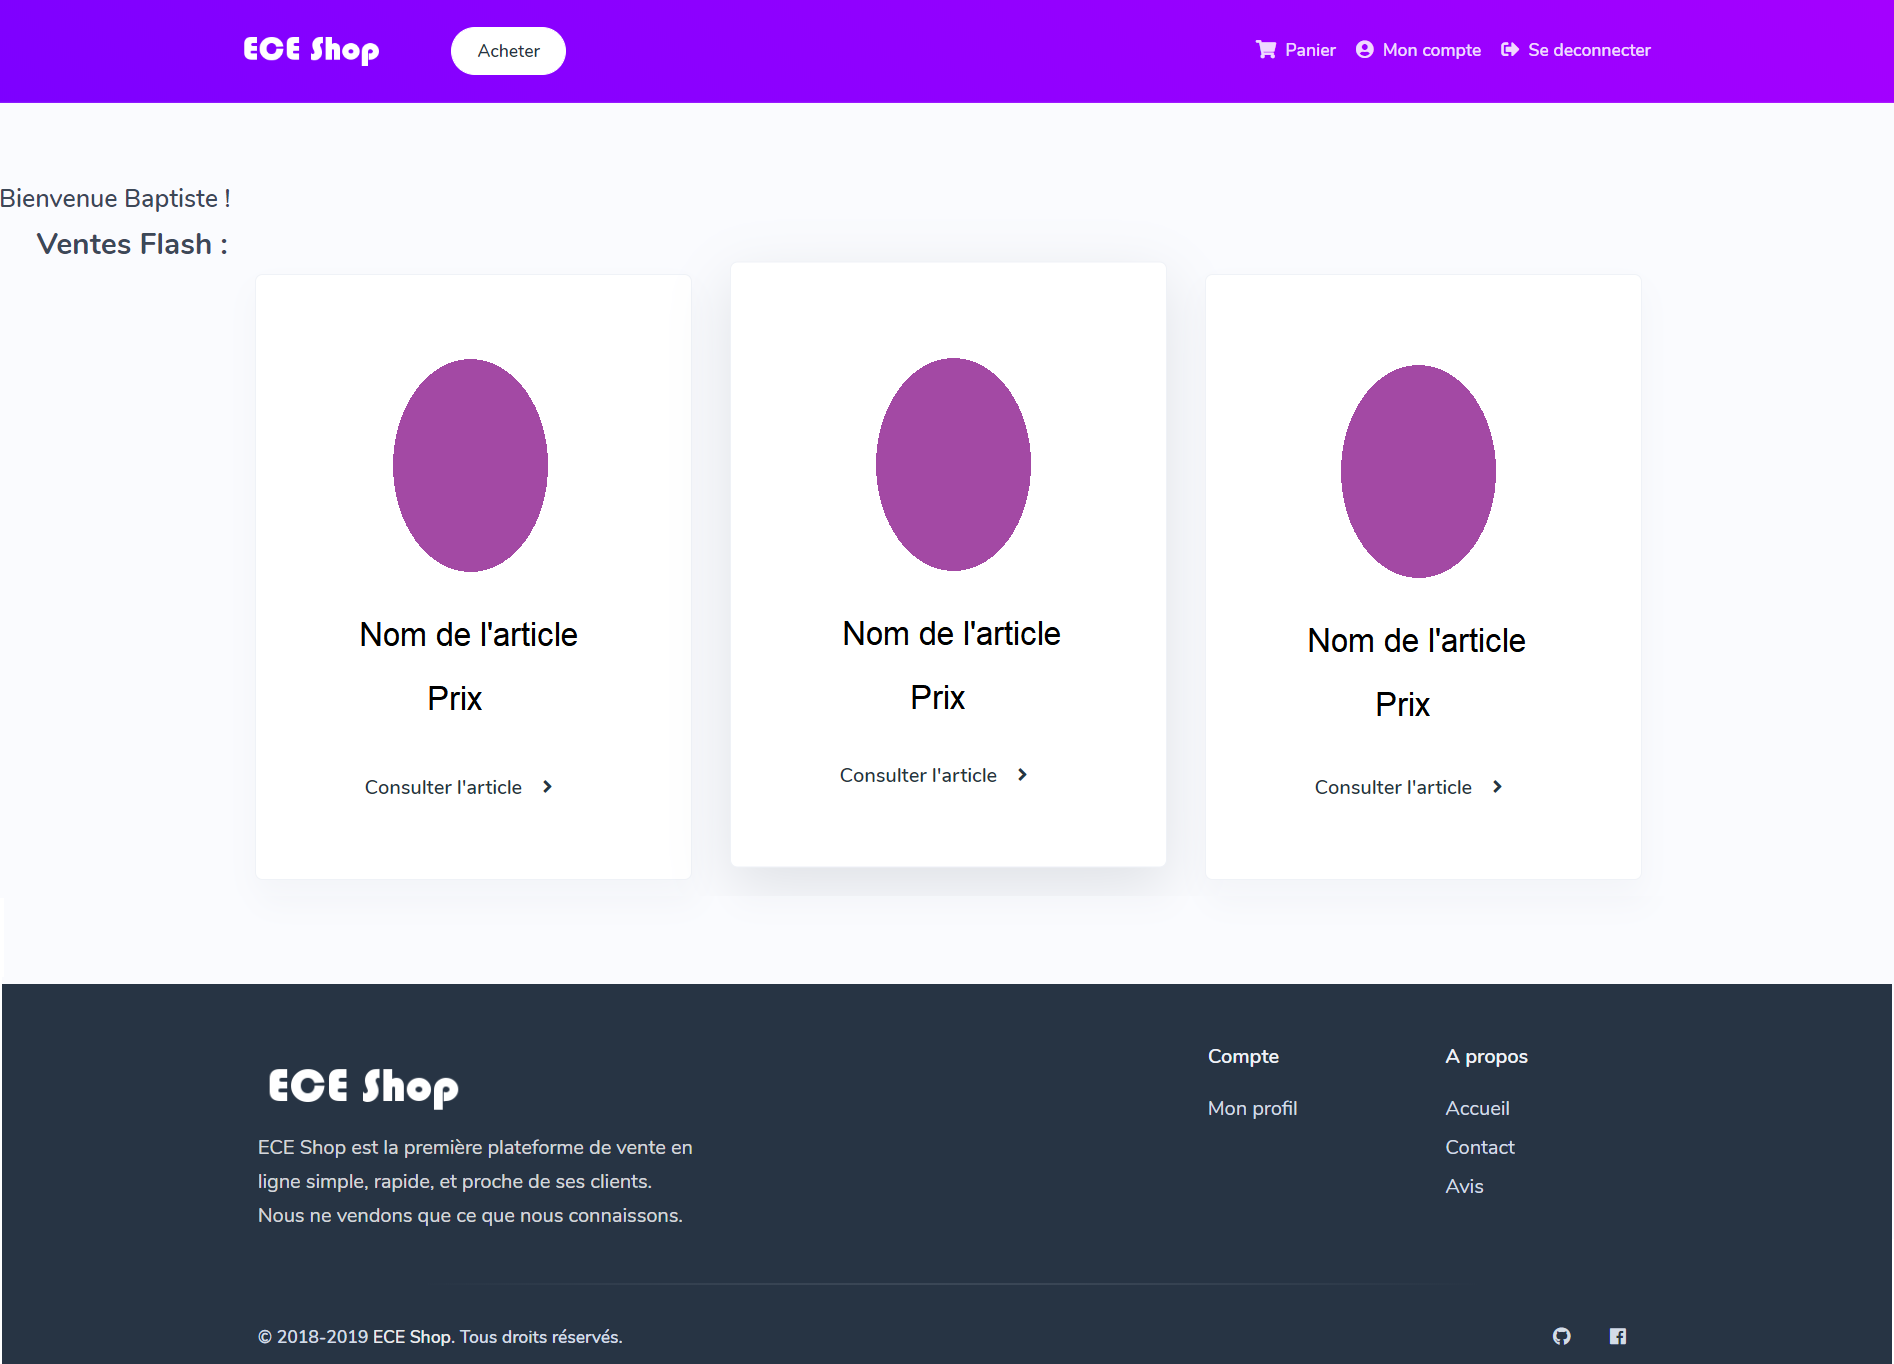 ECE Shop
Acheter
Panier
Mon compte
Se deconnecter
Bienvenue Baptiste !
Ventes Flash :
Nom de l'article
Prix
Consulter l'article
Nom de l'article
Prix
Consulter l'article
Nom de l'article
Prix
Consulter l'article
ECE Shop
ECE Shop est la première plateforme de vente en
ligne simple, rapide, et proche de ses clients.
Nous ne vendons que ce que nous connaissons.
Compte
Mon profil
A propos
Accueil
Contact
Avis
© 2018-2019 ECE Shop. Tous droits réservés.